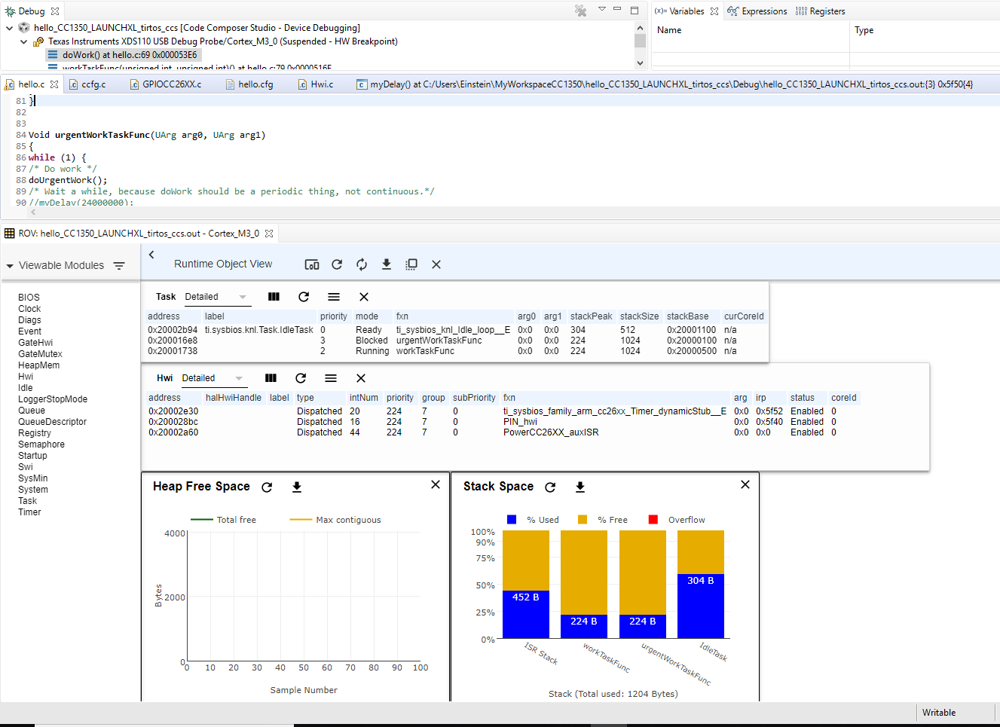 Debug
hello_CC1350_LAUNCHXL_tirtos_ccs [Code Composer Studio - Device Debugging]
Texas Instruments XDS110 USB Debug Probe/Cortex_M3_0 (Suspended - HW Breakpoint)
doWork() at hello.c:69 0x000053E6
workTaskFunc(unsigned int, unsigned int)() at hello.c:79 0x0000516E
(x)= Variables Expressions Registers
Name Type
hello.c ccfg.c GPIOCC26XX.c hello.cfg Hwi.c myDelay() at C:/Users\Einstein\MyWorkspaceCC1350\hello_CC1350_LAUNCHXL_tirtos_ccs\Debug\hello_CC1350_LAUNCHXL_tirtos_ccs.out:{3} 0x5f50{4}
81 }
82
83
84 Void urgentWorkTaskFunc(UArg arg0, UArg arg1)
85 {
86 while (1) {
87 /* Do work */
88 doUrgentWork();
89 /* Wait a while, because doWork should be a periodic thing, not continuous.*/
90 //myDelay(24000000);
ROV: hello_CC1350_LAUNCHXL_tirtos_ccs.out - Cortex_M3_0
Viewable Modules
BIOS
Clock
Diags
Event
GateHwi
GateMutex
HeapMem
Hwi
Idle
LoggerStopMode
Queue
QueueDescriptor
Registry
Semaphore
Startup
Swi
SysMin
System
Task
Timer
Runtime Object View
Task Detailed
address label priority mode fxn arg0 arg1 stackPeak stackSize stackBase curCoreId
0x20002b94 ti.sysbios.knl.Task.IdleTask 0 Ready ti_sysbios_knl_Idle_loop__E 0x0 0x0 304 512 0x20001100 n/a
0x200016e8 3 Blocked urgentWorkTaskFunc 0x0 0x0 224 1024 0x20000100 n/a
0x20001738 2 Running workTaskFunc 0x0 0x0 224 1024 0x20000500 n/a
Hwi Detailed
address halHwiHandle label type intNum priority group subPriority fxn arg irp status coreId
0x20002e30 Dispatched 20 224 7 0 ti_sysbios_family_arm_cc26xx_Timer_dynamicStub__E 0x0 0x5f52 Enabled 0
0x200028bc Dispatched 16 224 7 0 PIN_hwi 0x0 0x5f40 Enabled 0
0x20002a60 Dispatched 44 224 7 0 PowerCC26XX_auxISR 0x0 0x0 Enabled 0
Heap Free Space
Total free Max contiguous
4000
2000
0
Bytes
0 10 20 30 40 50 60 70 80 90 100
Sample Number
Stack Space
% Used % Free Overflow
100%
90%
75%
50%
25%
0%
452 B 224 B 224 B 304 B
ISR Stack workTaskFunc urgentWorkTaskFunc IdleTask
Stack (Total used: 1204 Bytes)
Writable